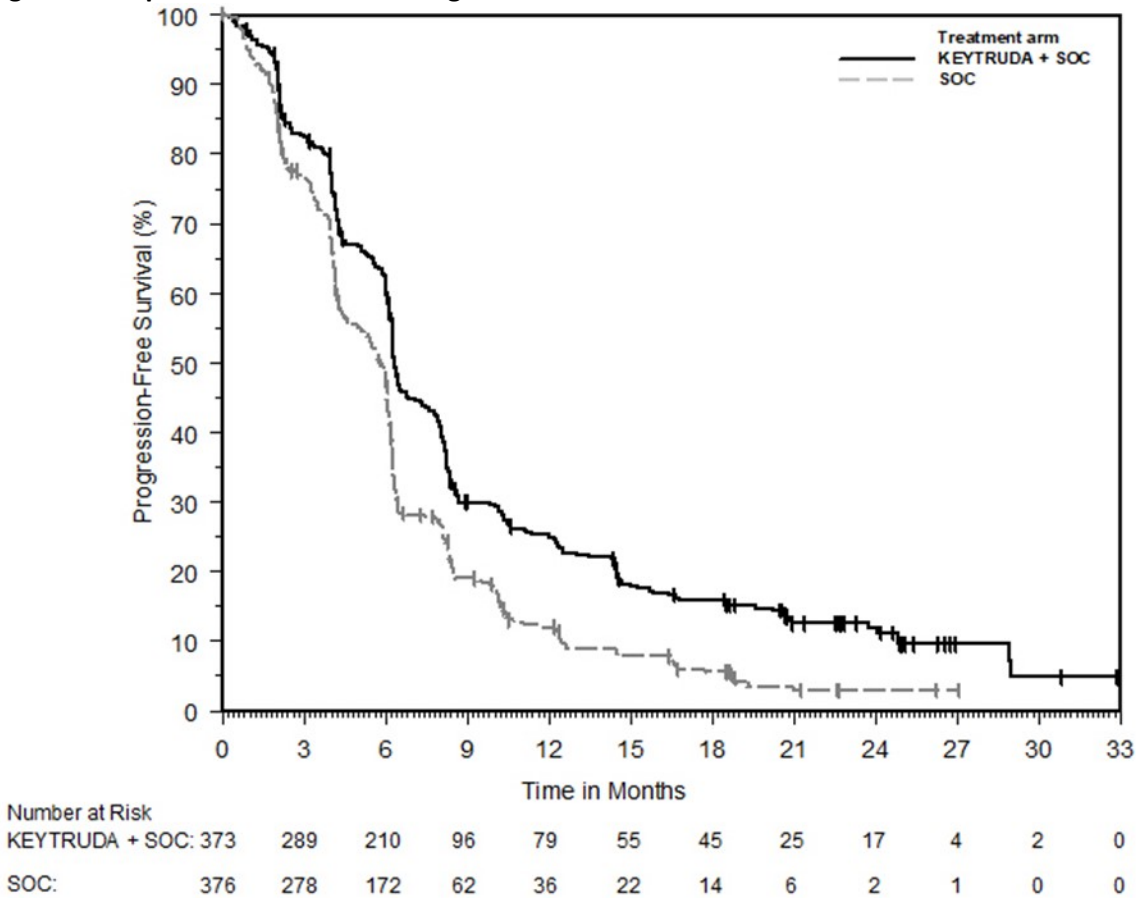 100
90
80
70
60
50
40
30
20
10
0
Progression-Free Survival (%)
Treatment arm
KEYTRUDA + SOC
SOC
0 3 6 9 12 15 18 21 24 27 30 33
Time in Months
Number at Risk
KEYTRUDA + SOC: 373 289 210 96 79 55 45 25 17 4 2 0
SOC: 376 278 172 62 36 22 14 6 2 1 0 0